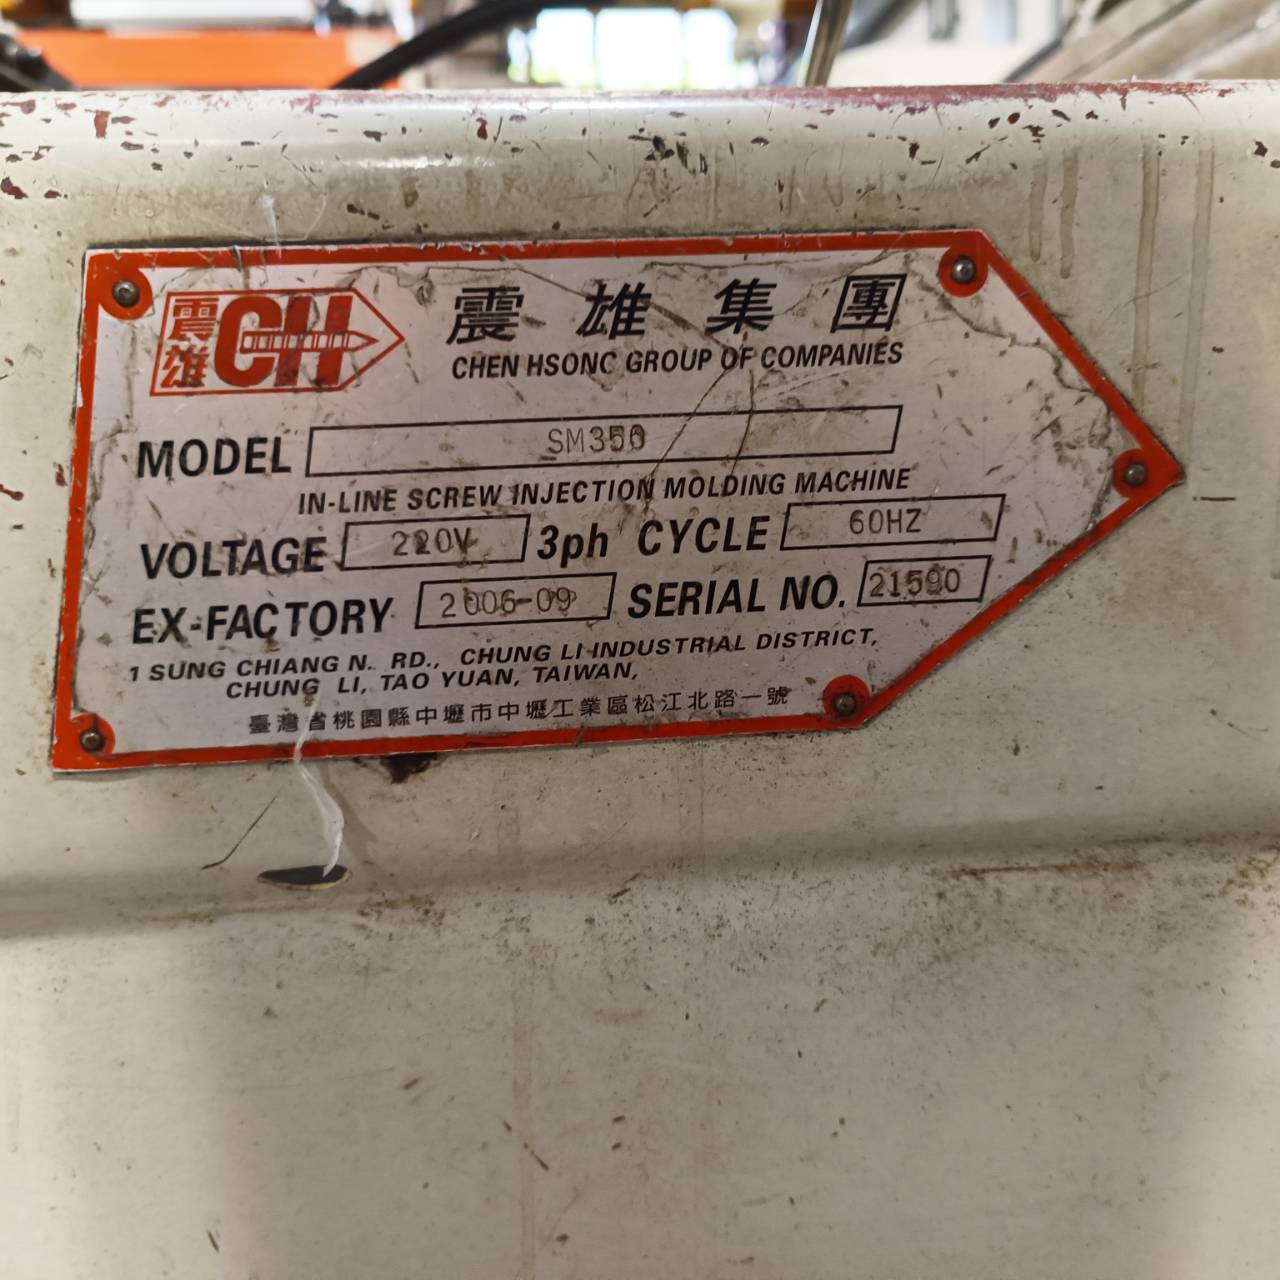 震雄 CH
震雄集團
CHEN HSONG GROUP OF COMPANIES
MODEL SM350
IN-LINE SCREW INJECTION MOLDING MACHINE
VOLTAGE 220V 3ph CYCLE 60HZ
EX-FACTORY 2006-09 SERIAL NO. 21590
1 SUNG CHIANG N. RD., CHUNG LI INDUSTRIAL DISTRICT,
CHUNG LI, TAO YUAN, TAIWAN,
臺灣省桃園縣中壢市中壢工業區松江北路一號